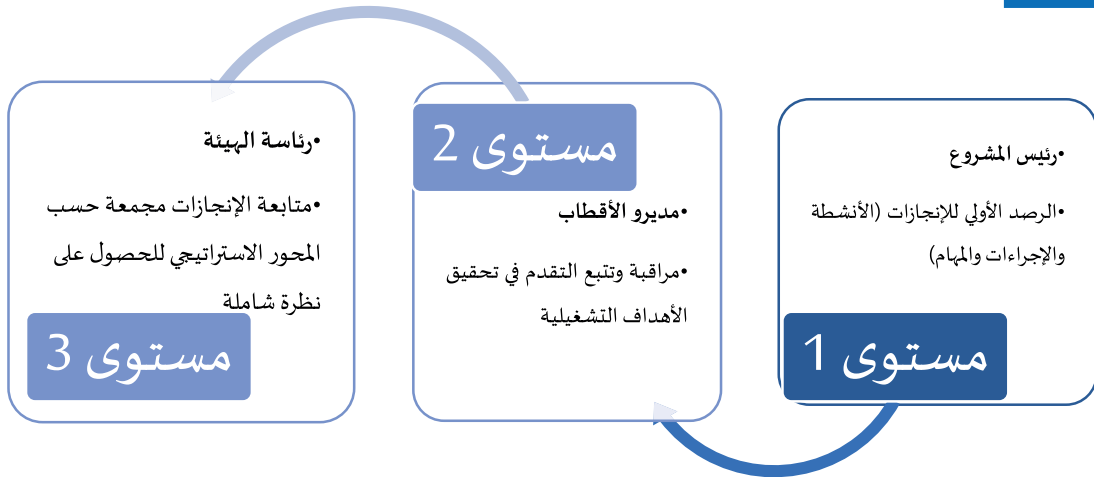 •رئيس المشروع
•الرصد الأولي للإنجازات (الأنشطة
والإجراءات والمهام)
مستوى 1
مستوى 2
•مديرو الأقطاب
•مراقبة وتتبع التقدم في تحقيق
الأهداف التشغيلية
•رئاسة الهيئة
•متابعة الإنجازات مجمعة حسب
المحور الاستراتيجي للحصول على
نظرة شاملة
مستوى 3